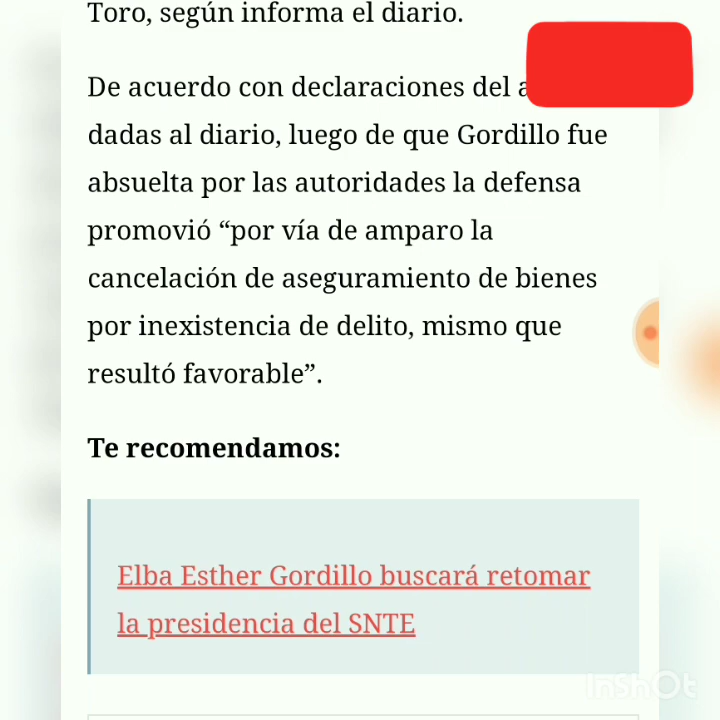 Toro, según informa el diario.
De acuerdo con declaraciones del
dadas al diario, luego de que Gordillo fue
absuelta por las autoridades la defensa
promovió “por vía de amparo la
cancelación de aseguramiento de bienes
por inexistencia de delito, mismo que
resultó favorable”.
Te recomendamos:
Elba Esther Gordillo buscará retomar
la presidencia del SNTE
InShOt